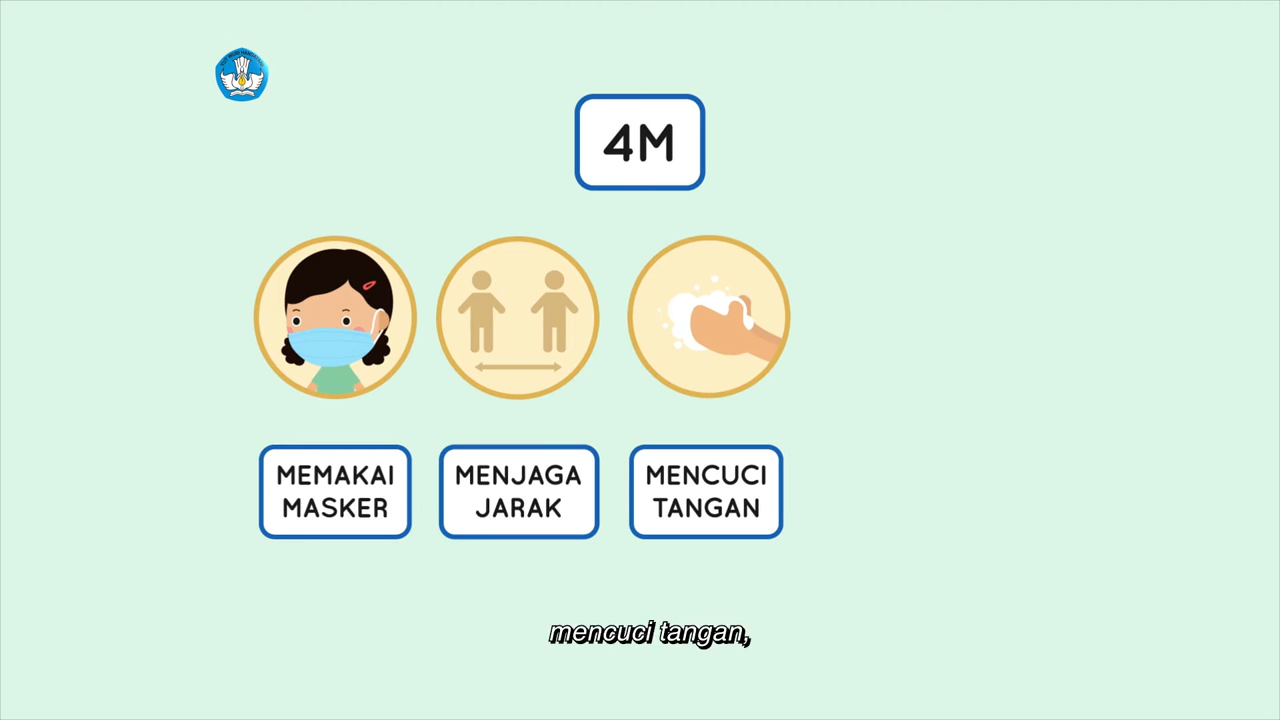 4M
MEMAKAI
MASKER
MENJAGA
JARAK
MENCUCI
TANGAN
mencuci tangan,